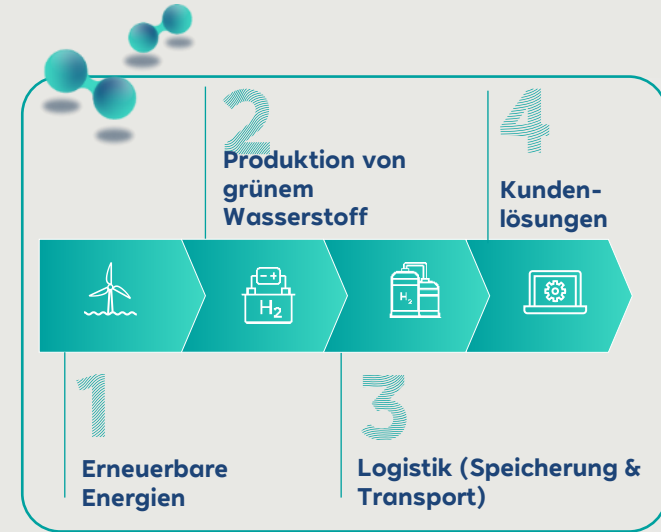 2
Produktion von
grünem
Wasserstoff
4
Kunden-
lösungen
- +
H₂
H₂
1
Erneuerbare
Energien
3
Logistik (Speicherung &
Transport)